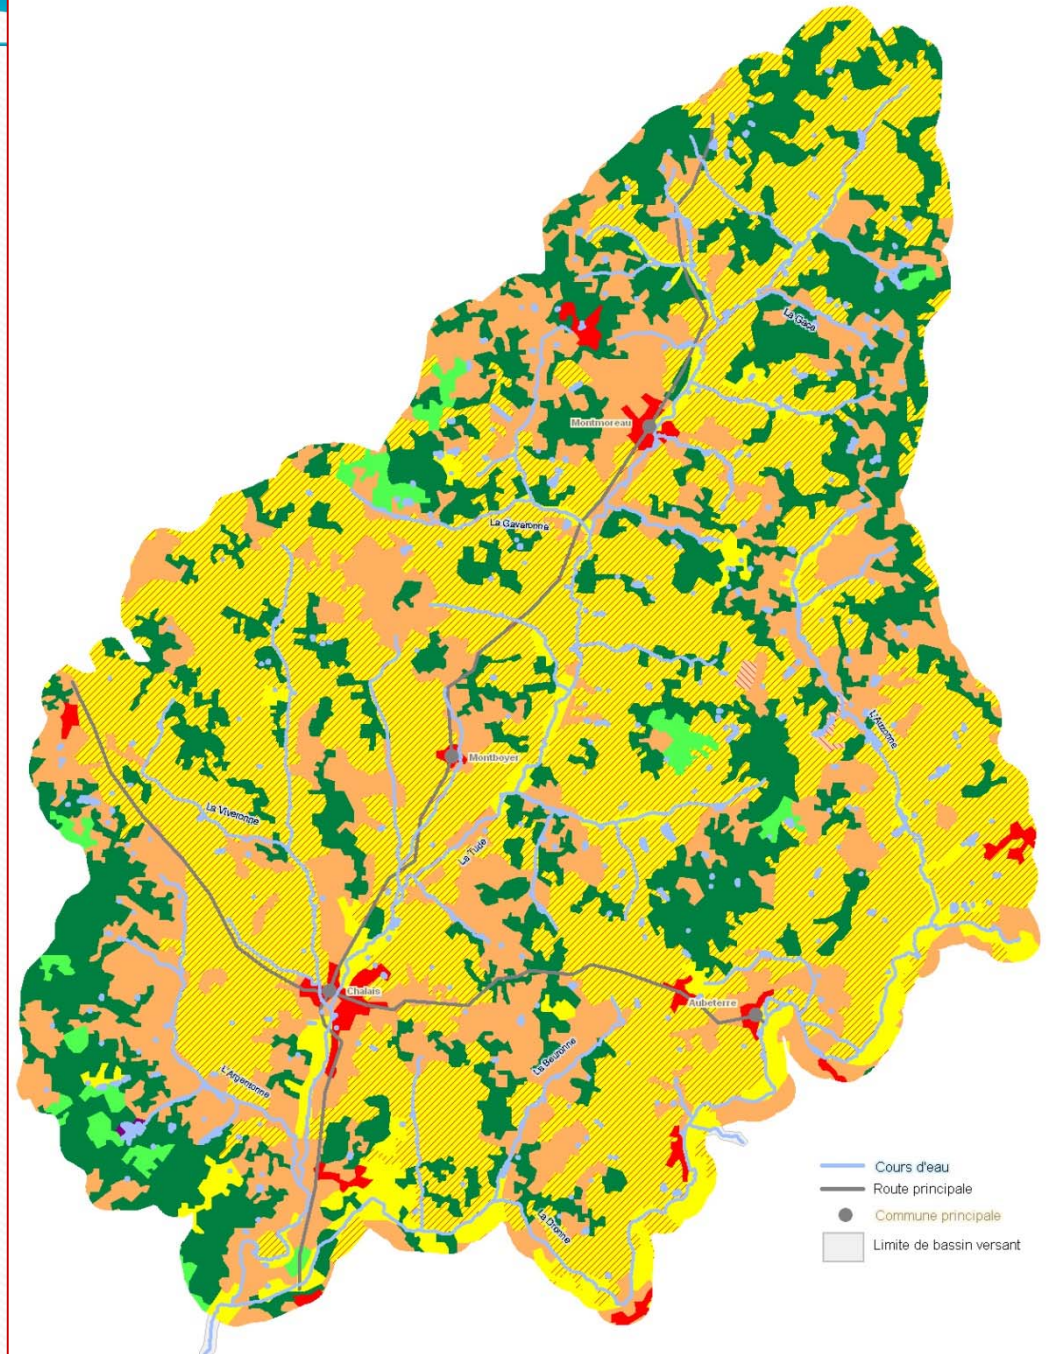 La Gace
Montmoreau
La Gavaronne
L'Auzonne
Montboyer
La Viveronne
La Tude
Chalais
Aubeterre
La Beuronne
L'Argentonne
La Dronne
Cours d'eau
Route principale
Commune principale
Limite de bassin versant